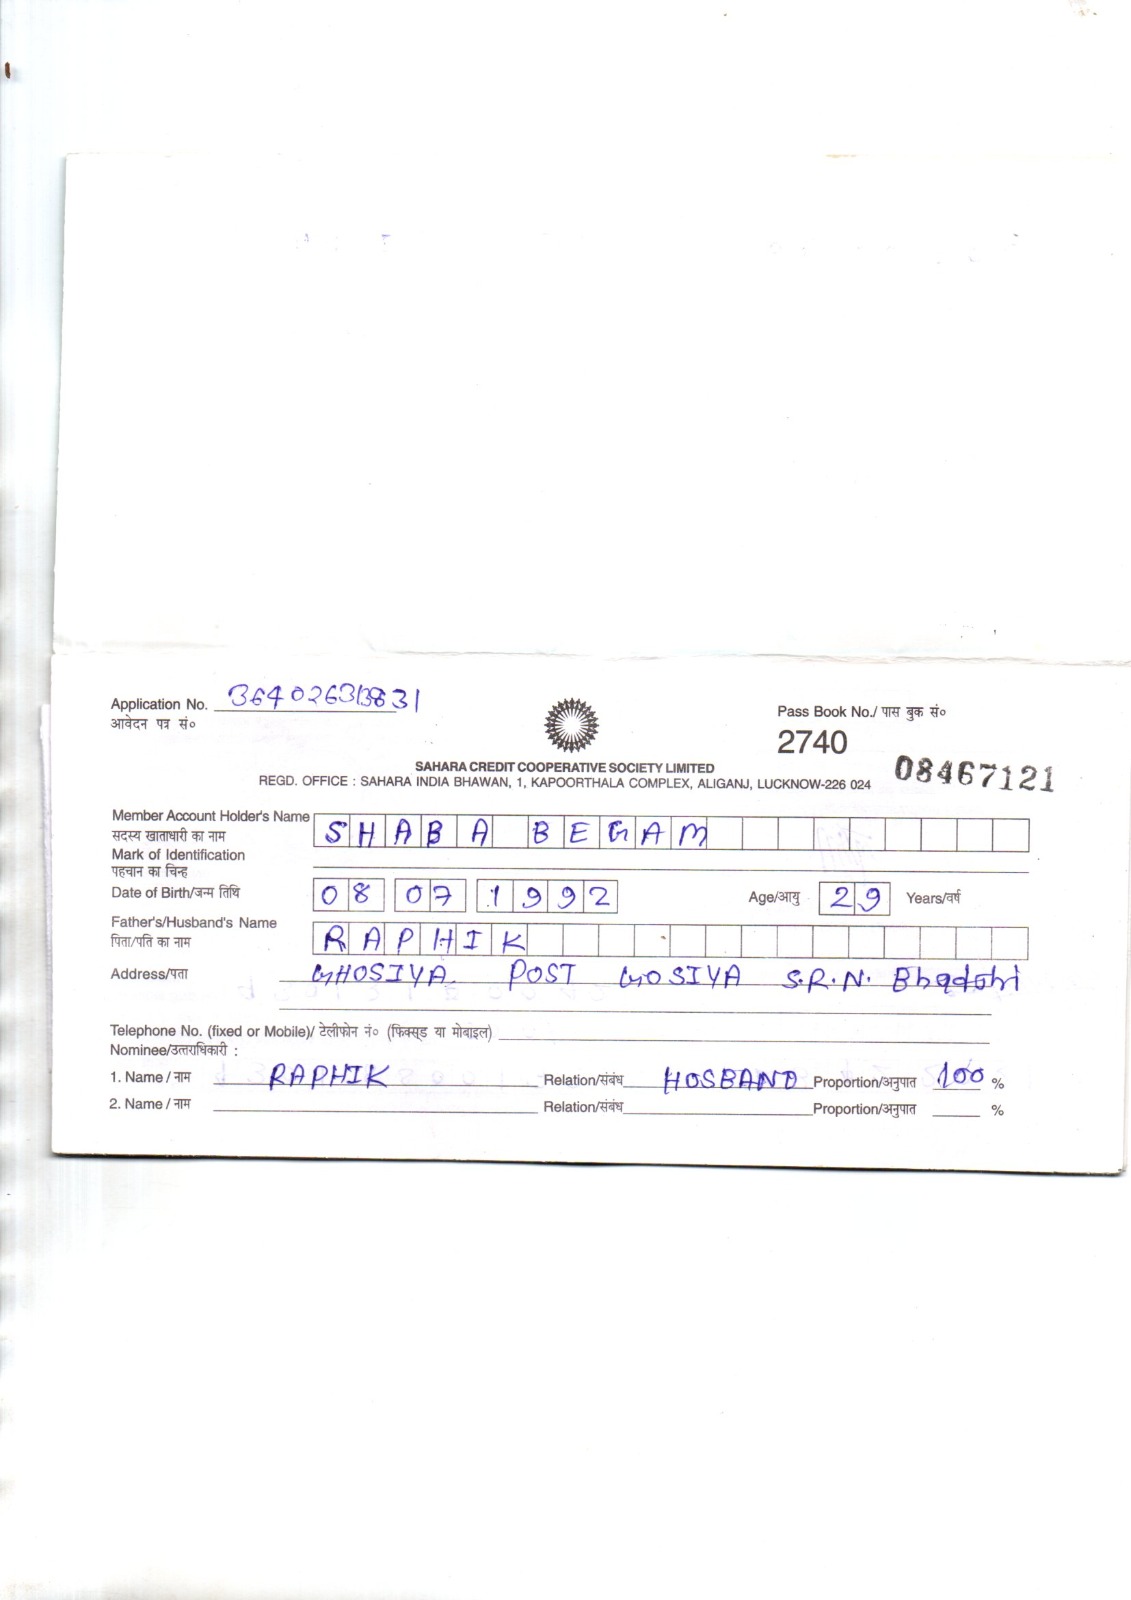 Application No.
आवेदन पत्र सं०
Pass Book No./ पास बुक सं०
2740 08467121
SAHARA CREDIT COOPERATIVE SOCIETY LIMITED
REGD. OFFICE : SAHARA INDIA BHAWAN, 1, KAPOORTHALA COMPLEX, ALIGANJ, LUCKNOW-226 024
Member Account Holder's Name SHABA BEGAM
सदस्य खाताधारी का नाम
Mark of Identification
पहचान का चिन्ह
Date of Birth/जन्म तिथि 08 07 1992 Age/आयु 29 Years/वर्ष
Father's/Husband's Name RAPHIK
पिता/पति का नाम
Address/पता GHOSIYA POST GOSIYA S.R.N. Bhadohi
Telephone No. (fixed or Mobile)/ टेलीफोन नं० (फिक्सड् या मोबाइल)
Nominee/उत्तराधिकारी :
1. Name / नाम RAPHIK Relation/संबंध HOSBAND Proportion/अनुपात 100 %
2. Name / नाम Relation/संबंध Proportion/अनुपात %